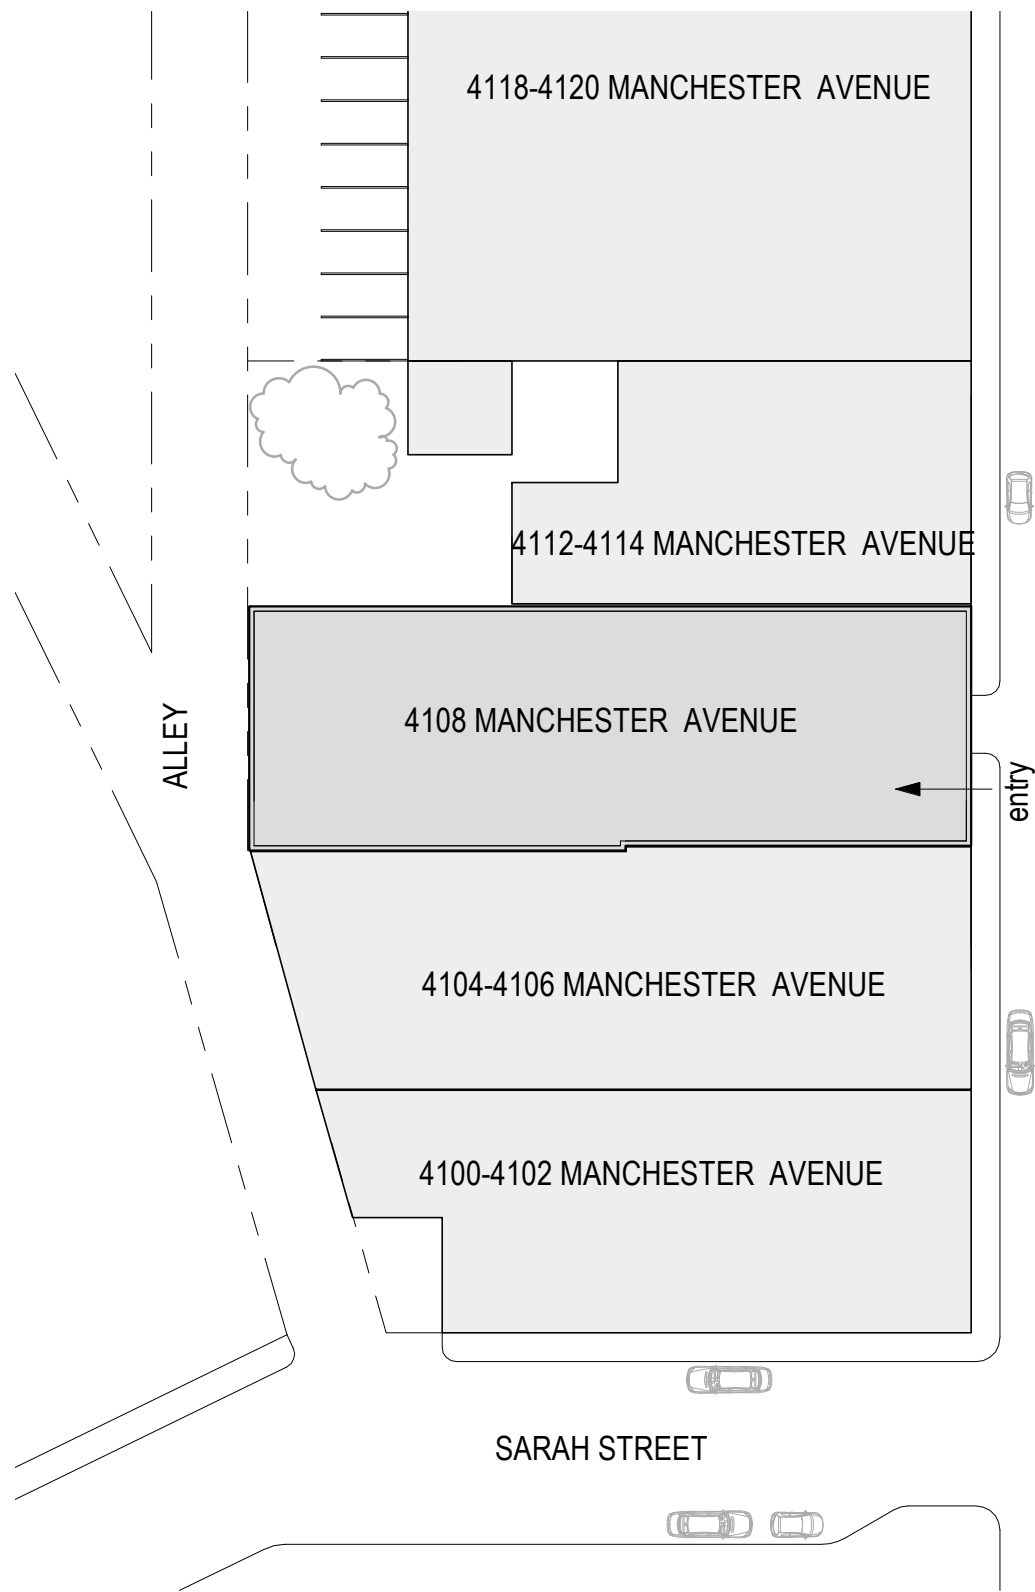 4118-4120 MANCHESTER AVENUE
4112-4114 MANCHESTER AVENUE
4108 MANCHESTER AVENUE
ALLEY
entry
4104-4106 MANCHESTER AVENUE
4100-4102 MANCHESTER AVENUE
SARAH STREET